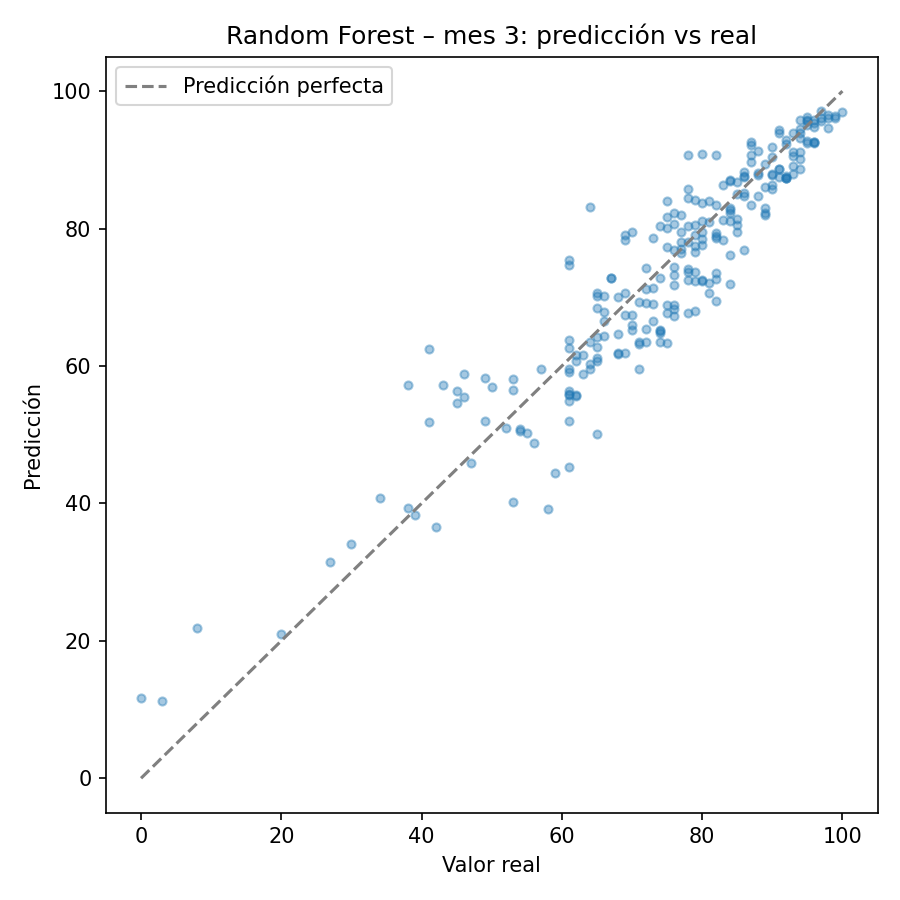 Random Forest – mes 3: predicción vs real
Predicción perfecta
100
80
60
40
20
0
Predicción
0 20 40 60 80 100
Valor real